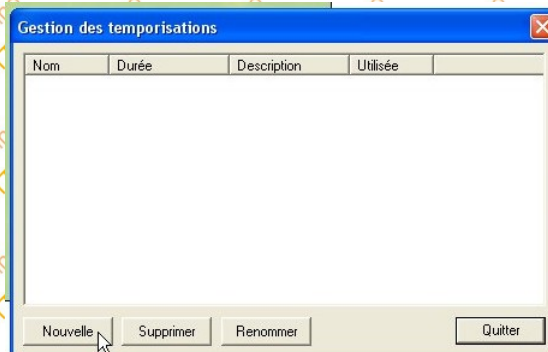 Gestion des temporisations
Nom Durée Description Utilisée
Nouvelle Supprimer Renommer Quitter